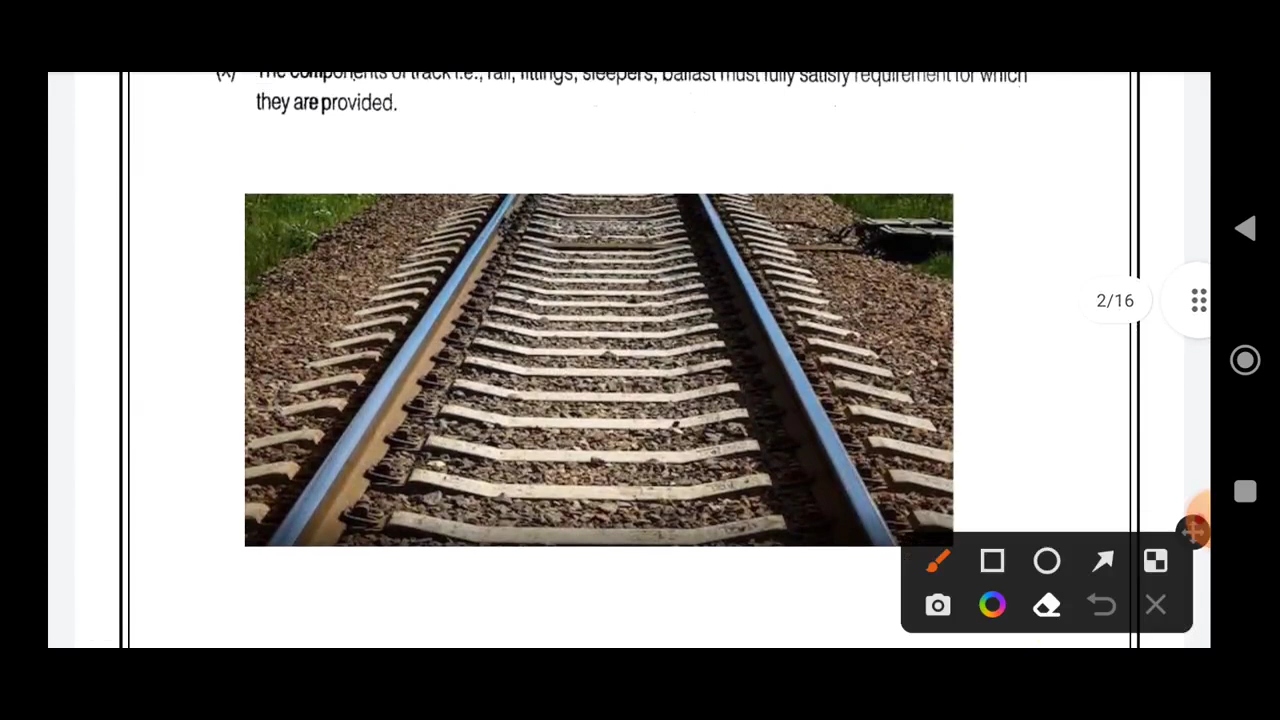 (x) The components of track i.e., rail, fittings, sleepers, ballast must fully satisfy requirement for which
they are provided.
2/16